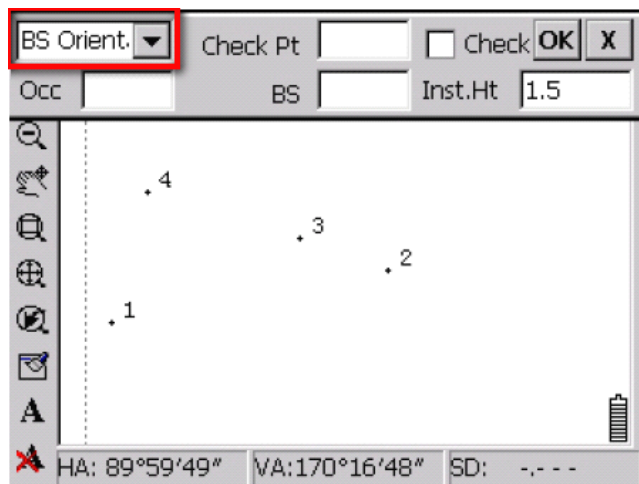 BS Orient. Check Pt Check OK X
Occ BS Inst.Ht 1.5
4
3
2
1
A
A
HA: 89°59'49" VA:170°16'48" SD: -.- - -